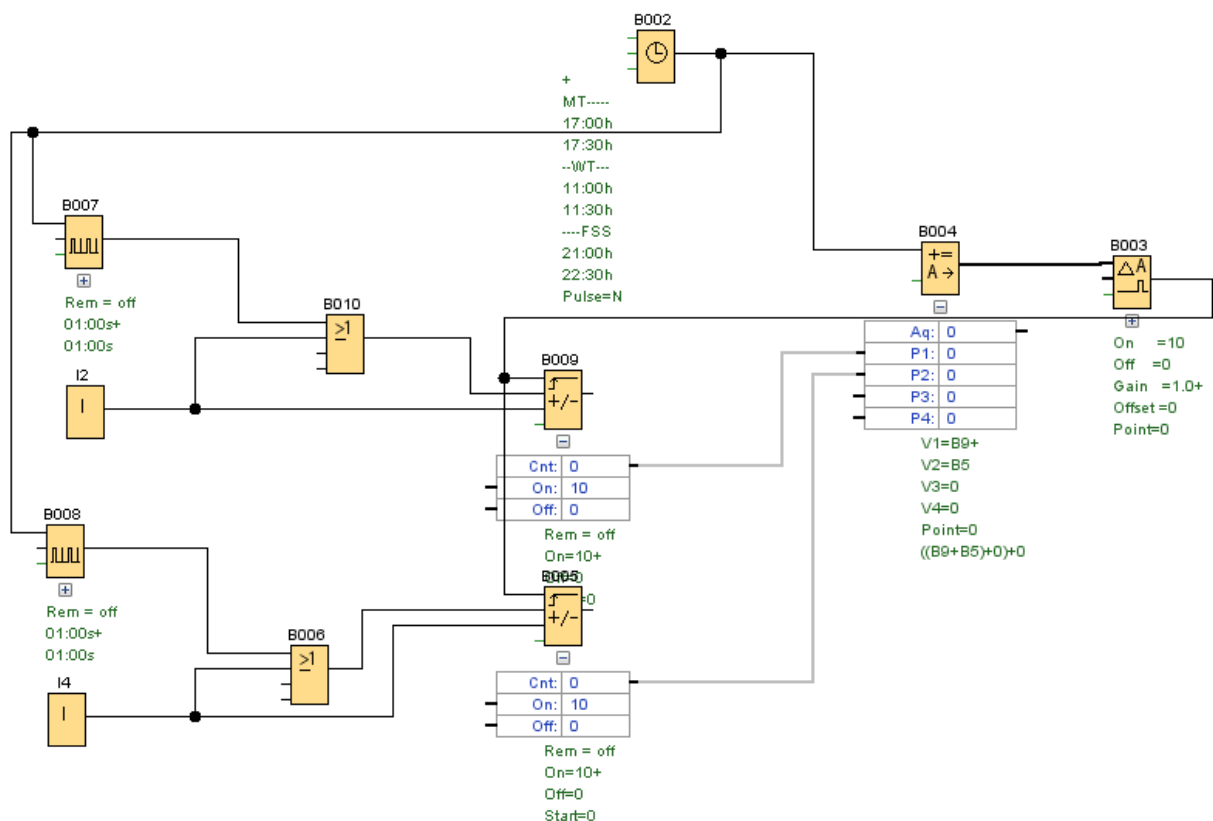 B002
+
MT-----
17:00h
17:30h
--WT---
11:00h
11:30h
----FSS
21:00h
22:30h
Pulse=N
B007
Rem = off
01:00s+
01:00s
B010
>1
I2
I
B009
+/-
Cnt: 0
On: 10
Off: 0
Rem = off
On=10+
=0
B004
+=
A→
Aq: 0
P1: 0
P2: 0
P3: 0
P4: 0
V1=B9+
V2=B5
V3=0
V4=0
Point=0
((B9+B5)+0)+0
B003
ΔA
On =10
Off =0
Gain =1.0+
Offset =0
Point=0
B008
Rem = off
01:00s+
01:00s
B006
>1
I4
I
B005
+/-
Cnt: 0
On: 10
Off: 0
Rem = off
On=10+
Off=0
Start=0